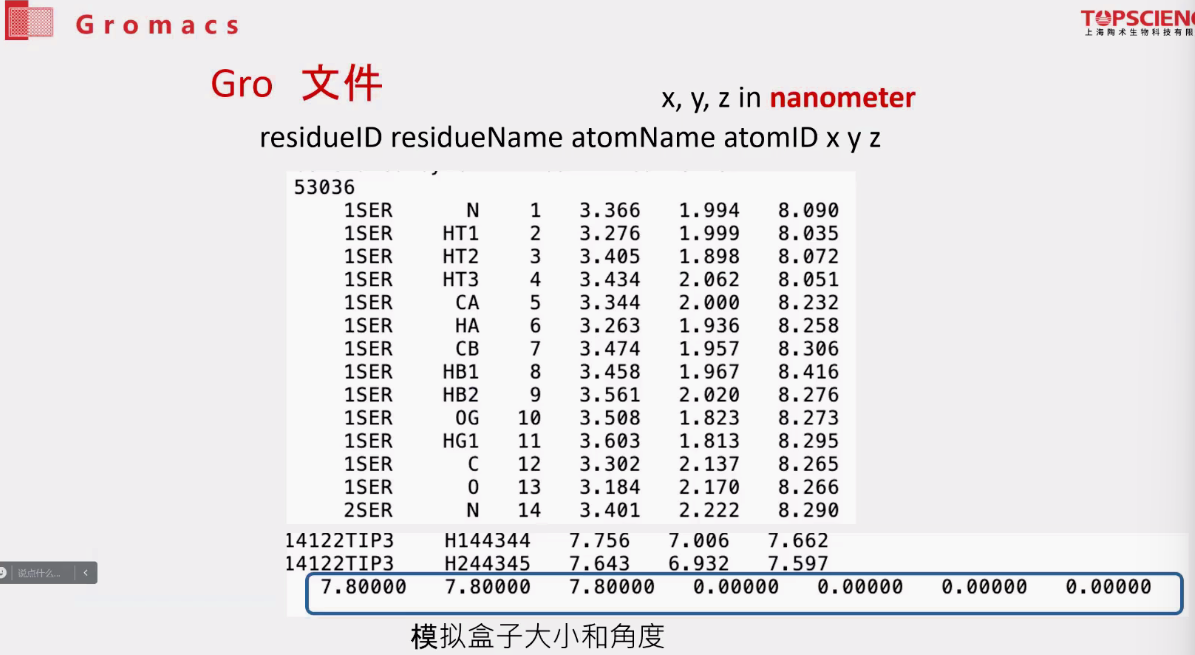 Gromacs
TOPSCIENC
上海陶术生物科技有限
Gro 文件
x, y, z in nanometer
residueID residueName atomName atomID x y z
53036
1SER N 1 3.366 1.994 8.090
1SER HT1 2 3.276 1.999 8.035
1SER HT2 3 3.405 1.898 8.072
1SER HT3 4 3.434 2.062 8.051
1SER CA 5 3.344 2.000 8.232
1SER HA 6 3.263 1.936 8.258
1SER CB 7 3.474 1.957 8.306
1SER HB1 8 3.458 1.967 8.416
1SER HB2 9 3.561 2.020 8.276
1SER OG 10 3.508 1.823 8.273
1SER HG1 11 3.603 1.813 8.295
1SER C 12 3.302 2.137 8.265
1SER O 13 3.184 2.170 8.266
2SER N 14 3.401 2.222 8.290
14122TIP3 H144344 7.756 7.006 7.662
14122TIP3 H244345 7.643 6.932 7.597
7.80000 7.80000 7.80000 0.00000 0.00000 0.00000 0.00000
说点什么...
模拟盒子大小和角度